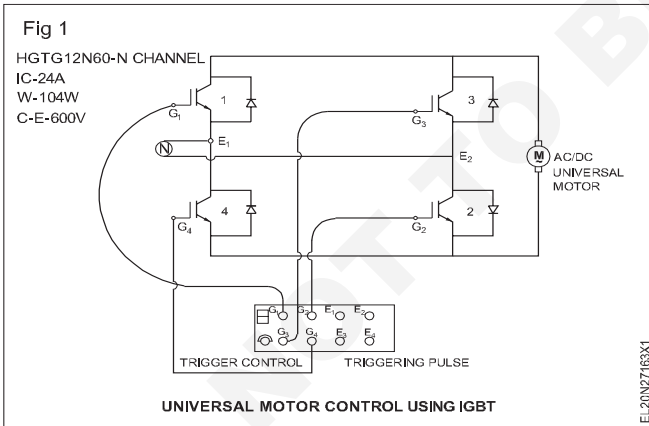 Fig 1
HGTG12N60-N CHANNEL
IC-24A
W-104W
C-E-600V
1
3
G1
G3
N
E1
E2
M
AC/DC
UNIVERSAL
MOTOR
4
2
G4
G2
G1 G2 E1 E2
G3 G4 E3 E4
TRIGGER CONTROL TRIGGERING PULSE
UNIVERSAL MOTOR CONTROL USING IGBT
EL20N27163X1
NOT TO B